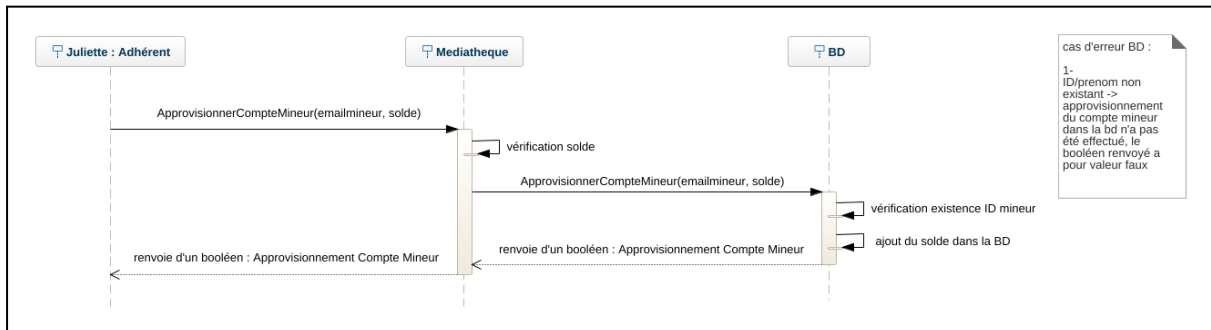 Juliette : Adhérent
Mediatheque
BD
cas d'erreur BD :
1-
ID/prenom non
existant ->
approvisionnement
du compte mineur
dans la bd n'a pas
été effectué, le
booléen renvoyé a
pour valeur faux
ApprovisionnerCompteMineur(emailmineur, solde)
vérification solde
ApprovisionnerCompteMineur(emailmineur, solde)
vérification existence ID mineur
ajout du solde dans la BD
renvoie d'un booléen : Approvisionnement Compte Mineur
renvoie d'un booléen : Approvisionnement Compte Mineur